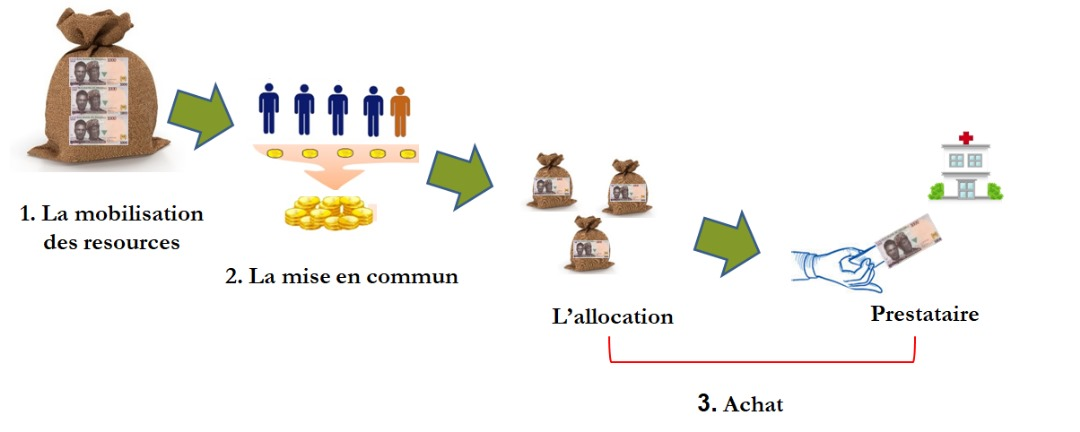 1. La mobilisation
des resources
2. La mise en commun
L’allocation
Prestataire
3. Achat